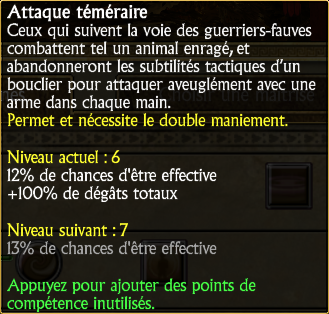 Attaque téméraire
Ceux qui suivent la voie des guerriers-fauves
combattent tel un animal enragé, et
abandonneront les subtilités tactiques d'un
bouclier pour attaquer aveuglément avec une
arme dans chaque main.
Permet et nécessite le double maniement.
Niveau actuel : 6
12% de chances d'être effective
+100% de dégâts totaux
Niveau suivant : 7
13% de chances d'être effective
Appuyez pour ajouter des points de
compétence inutilisés.